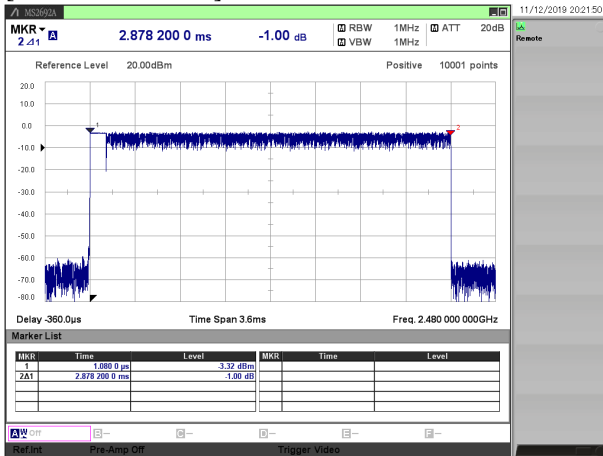 MS2692A
11/12/2019 20:21:50
MKR 2Δ1 A 2.878 200 0 ms -1.00 dB
A RBW 1MHz A ATT 20dB
A VBW 1MHz
Remote
Reference Level 20.00dBm Positive 10001 points
20.0
10.0
0.0
1
2
-10.0
-20.0
-30.0
-40.0
-50.0
-60.0
-70.0
-80.0
Delay -360.0µs Time Span 3.6ms Freq. 2.480 000 000GHz
Marker List
MKR Time Level MKR Time Level
1 1.080 0 µs -3.32 dBm
2Δ1 2.878 200 0 ms -1.00 dB
A W Off B-- C-- D-- E-- F--
Ref.Int Pre-Amp Off Trigger Video